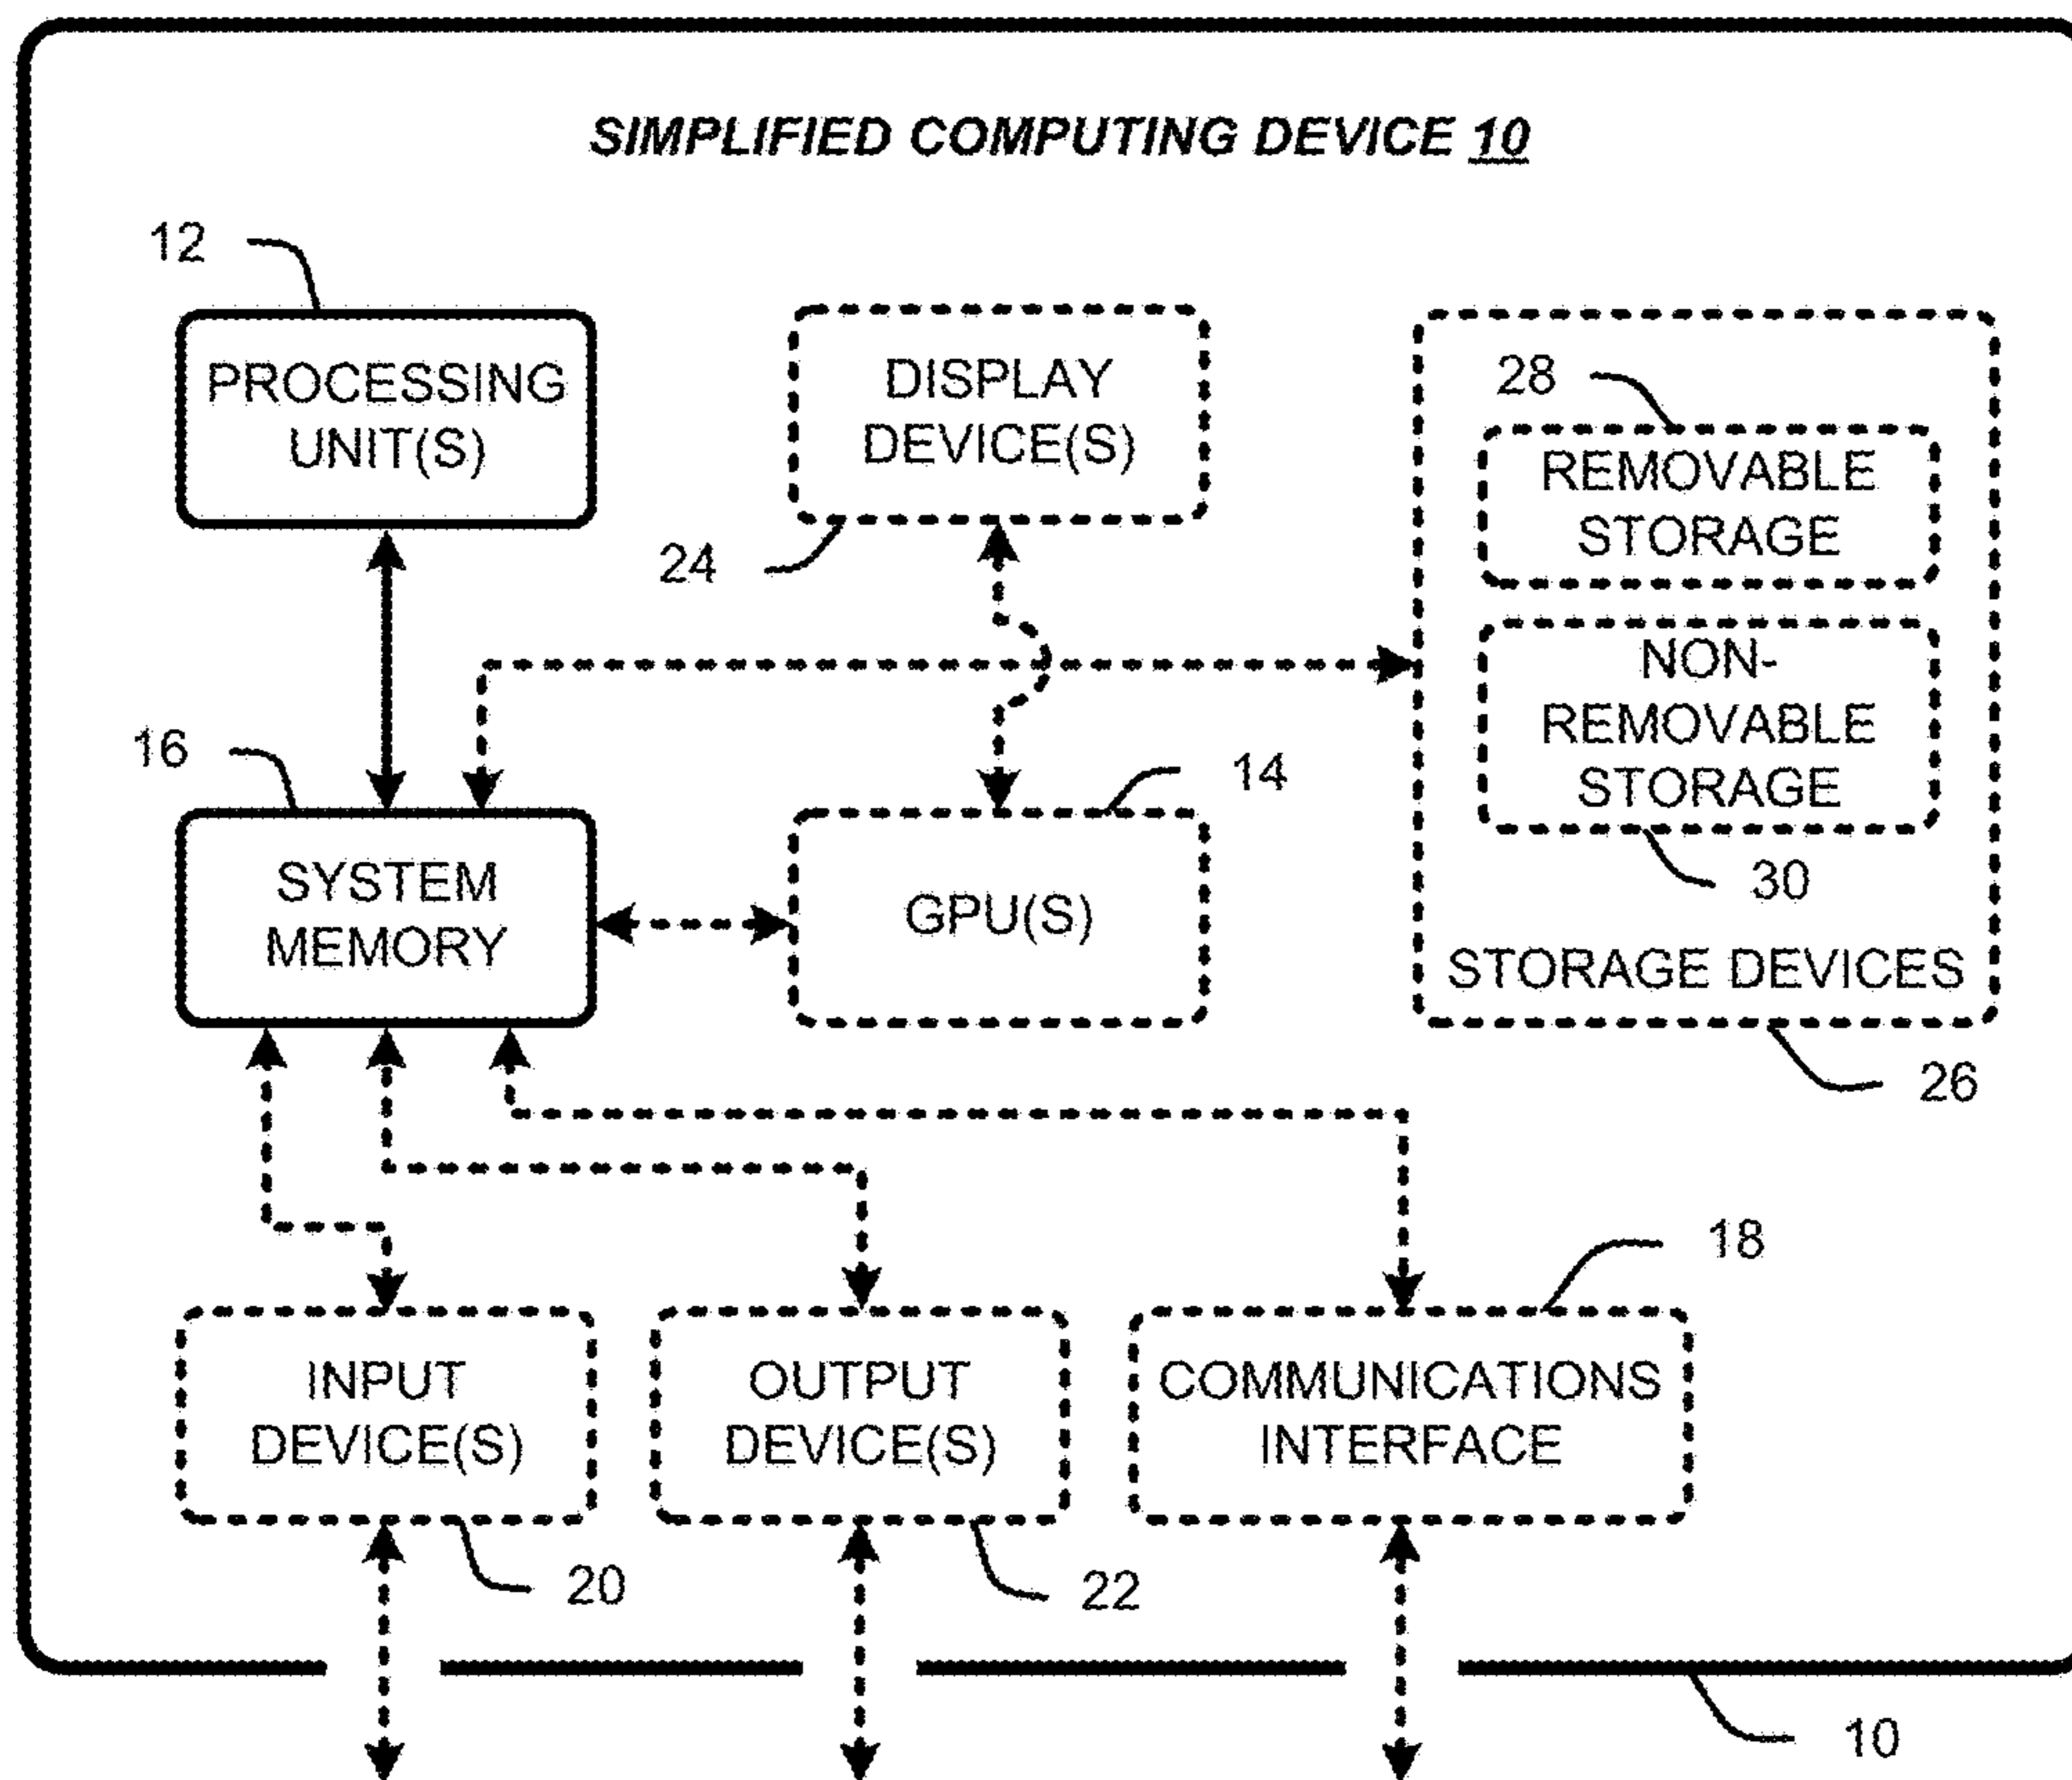 SIMPLIFIED COMPUTING DEVICE 10
12
PROCESSING
UNIT(S)
DISPLAY
DEVICE(S)
24
28
REMOVABLE
STORAGE
NON-
REMOVABLE
STORAGE
30
STORAGE DEVICES
26
16
SYSTEM
MEMORY
14
GPU(S)
18
INPUT
DEVICE(S)
20
OUTPUT
DEVICE(S)
22
COMMUNICATIONS
INTERFACE
10